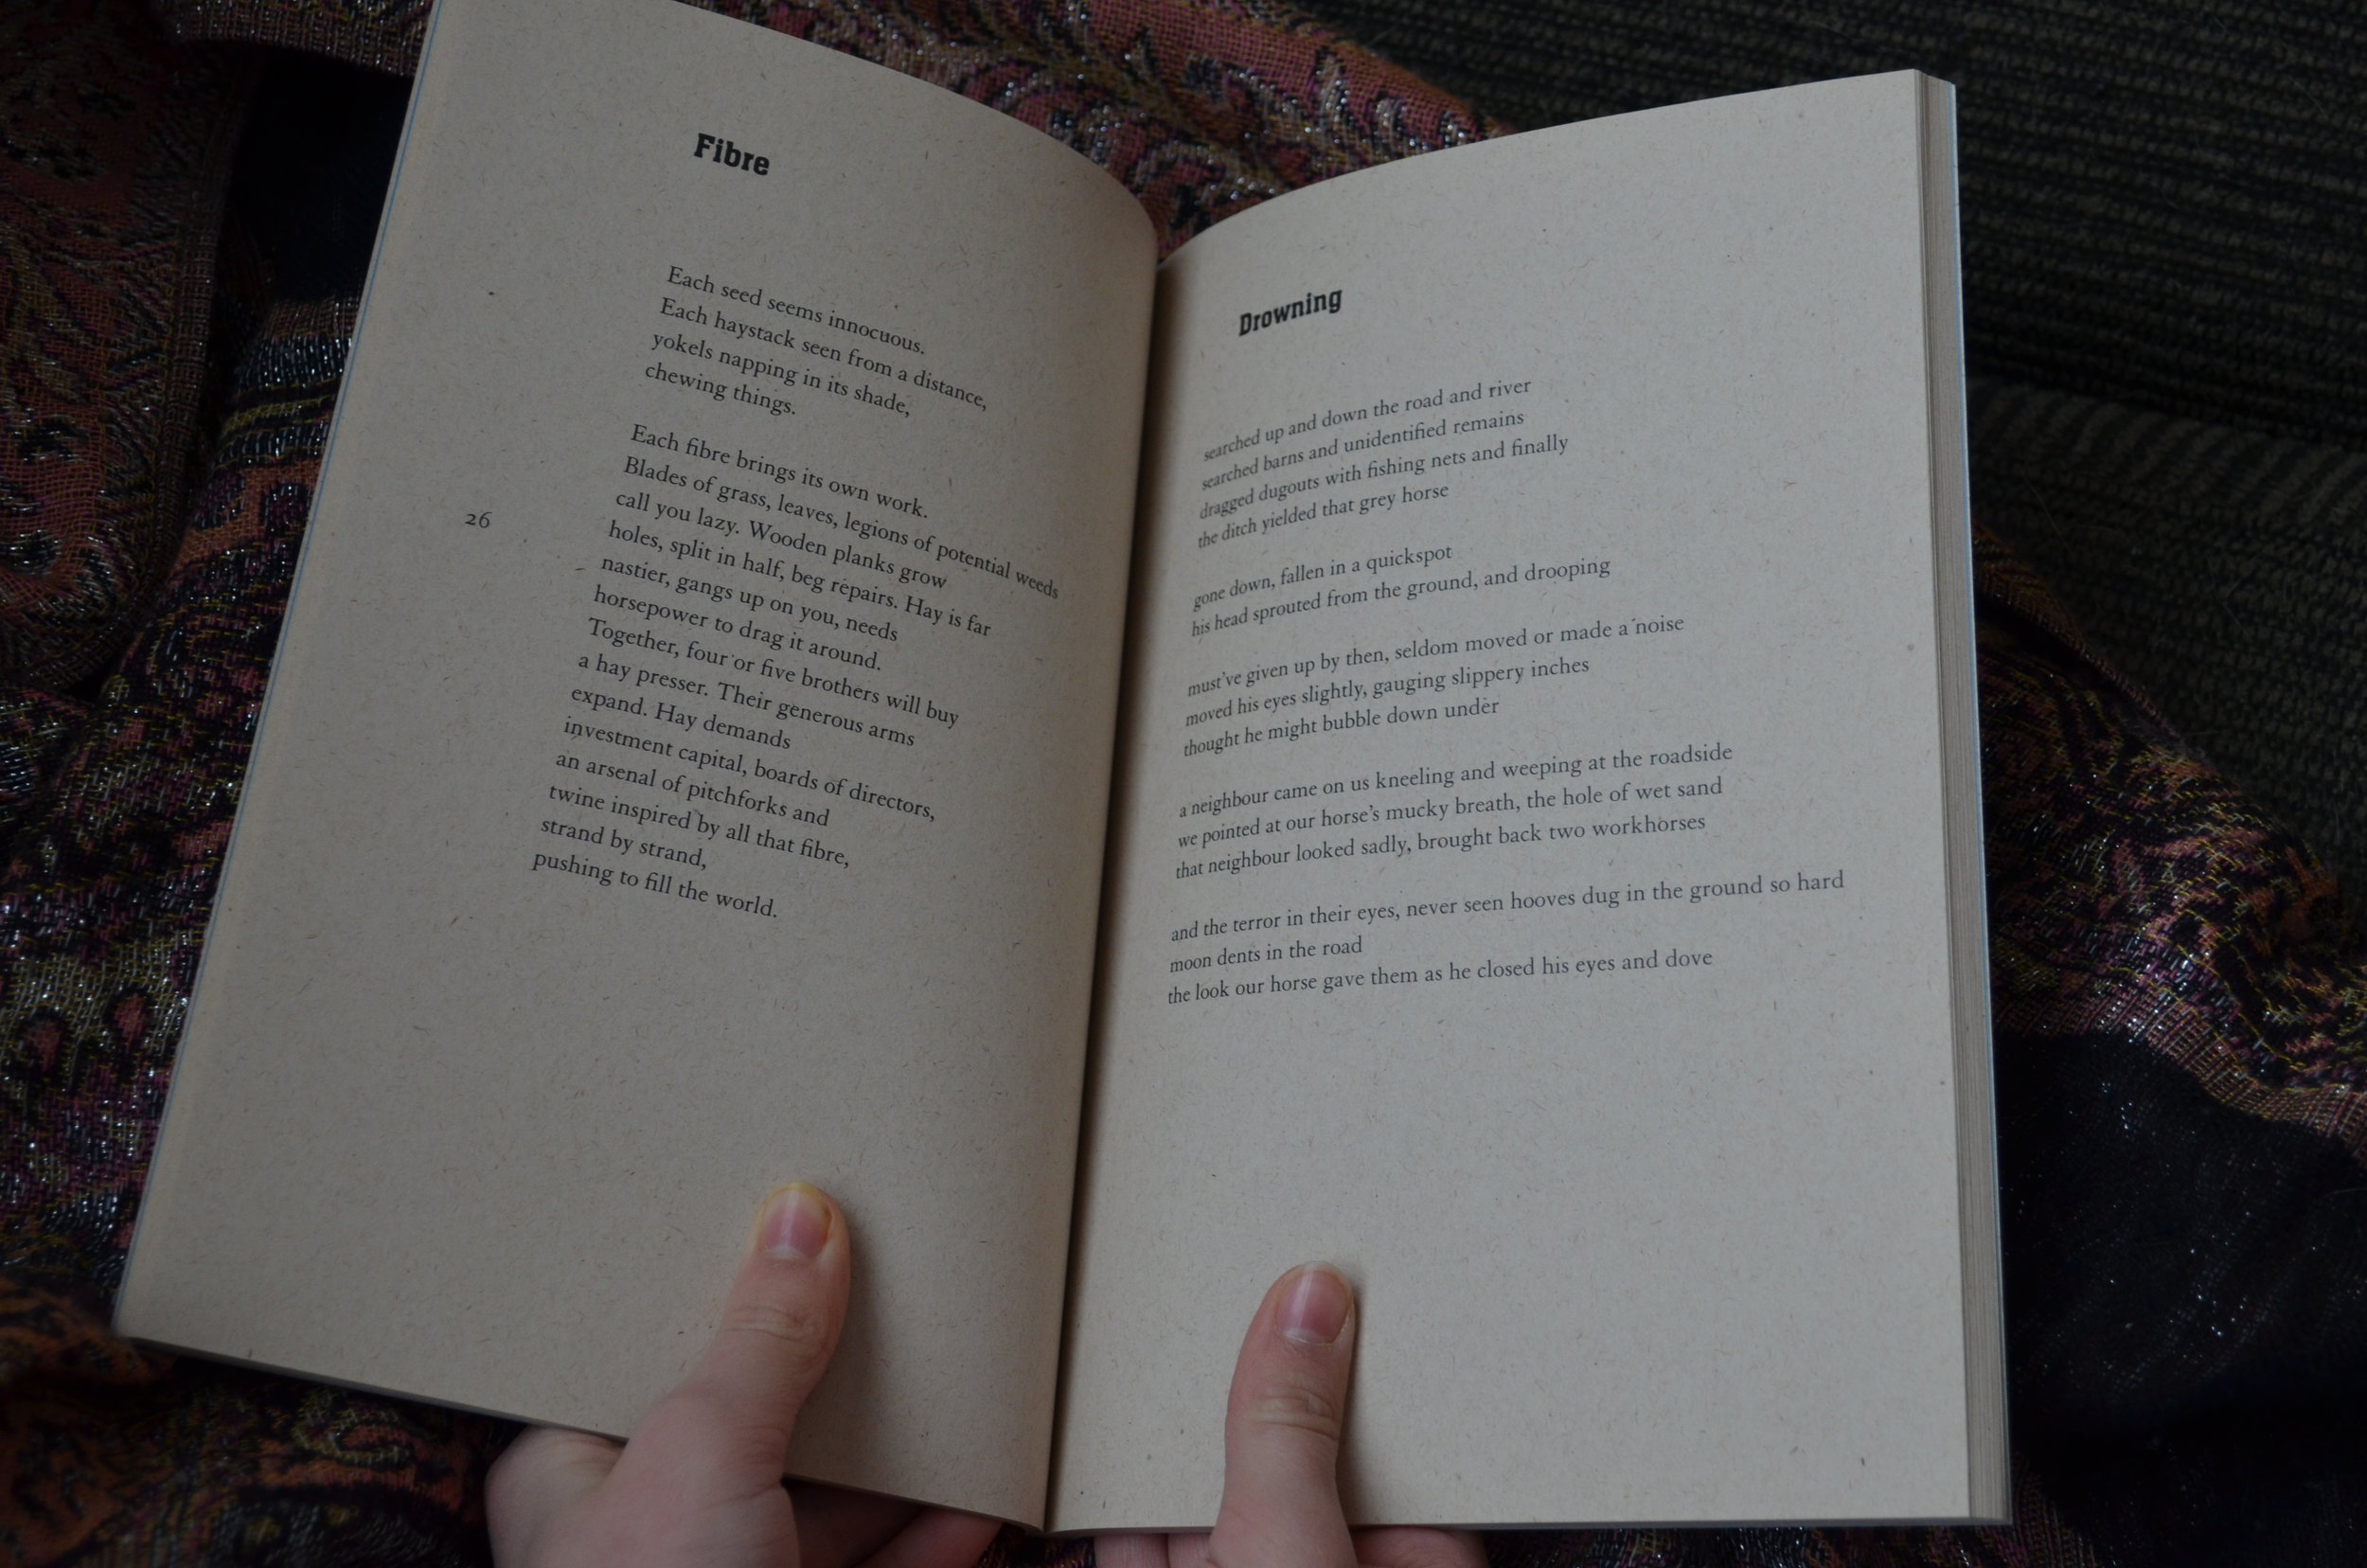 Fibre
Each seed seems innocuous.
Each haystack seen from a distance,
yokels napping in its shade,
chewing things.
Each fibre brings its own work.
Blades of grass, leaves, legions of potential weeds
call you lazy. Wooden planks grow
holes, split in half, beg repairs. Hay is far
nastier, gangs up on you, needs
horsepower to drag it around.
Together, four or five brothers will buy
a hay presser. Their generous arms
expand. Hay demands
investment capital, boards of directors,
an arsenal of pitchforks and
twine inspired by all that fibre,
strand by strand,
pushing to fill the world.
26
Drowning
searched up and down the road and river
searched barns and unidentified remains
dragged dugouts with fishing nets and finally
the ditch yielded that grey horse
gone down, fallen in a quickspot
his head sprouted from the ground, and drooping
must've given up by then, seldom moved or made a noise
moved his eyes slightly, gauging slippery inches
thought he might bubble down under
a neighbour came on us kneeling and weeping at the roadside
we pointed at our horse's mucky breath, the hole of wet sand
that neighbour looked sadly, brought back two workhorses
and the terror in their eyes, never seen hooves dug in the ground so hard
moon dents in the road
the look our horse gave them as he closed his eyes and dove